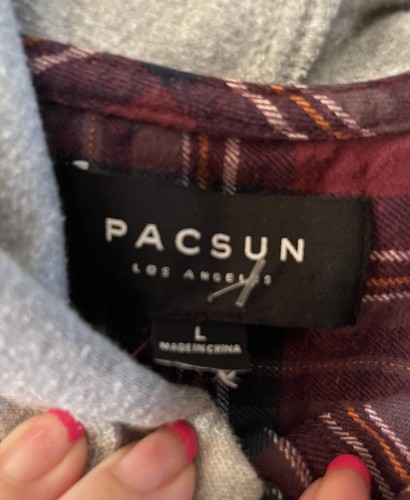 PACSUN
LOS ANGELES
L
MADE IN CHINA